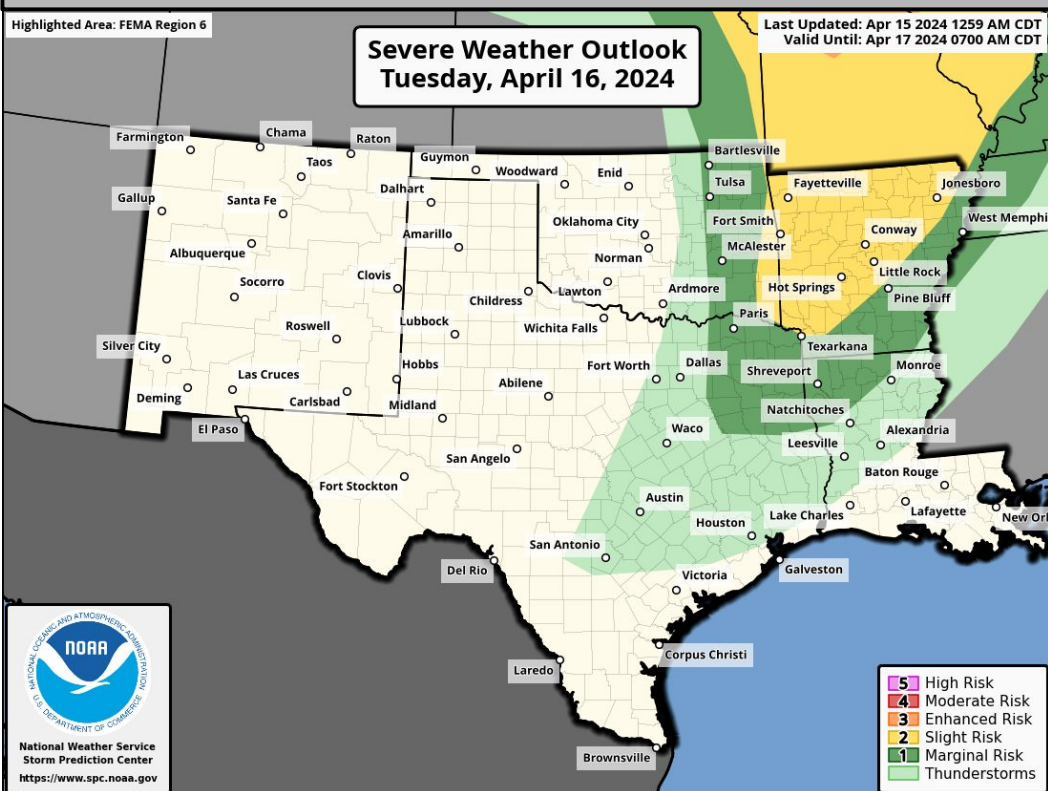 Highlighted Area: FEMA Region 6
Severe Weather Outlook
Tuesday, April 16, 2024
Last Updated: Apr 15 2024 1259 AM CDT
Valid Until: Apr 17 2024 0700 AM CDT
Farmington
Chama
Raton
Taos
Guymon
Woodward
Enid
Bartlesville
Tulsa
Fayetteville
Jonesboro
Gallup
Santa Fe
Dalhart
Oklahoma City
Fort Smith
West Memphi
Albuquerque
Amarillo
Norman
McAlester
Conway
Socorro
Clovis
Childress
Lawton
Ardmore
Hot Springs
Little Rock
Pine Bluff
Roswell
Lubbock
Wichita Falls
Paris
Texarkana
Silver City
Las Cruces
Hobbs
Fort Worth
Dallas
Shreveport
Monroe
Deming
Carlsbad
Midland
Abilene
Natchitoches
El Paso
Waco
Leesville
Alexandria
San Angelo
Baton Rouge
Fort Stockton
Austin
Houston
Lake Charles
Lafayette
New Orl
Del Rio
San Antonio
Galveston
Victoria
Laredo
Corpus Christi
Brownsville
NATIONAL OCEANIC AND ATMOSPHERIC ADMINISTRATION
NOAA
U.S. DEPARTMENT OF COMMERCE
National Weather Service
Storm Prediction Center
https://www.spc.noaa.gov
5 High Risk
4 Moderate Risk
3 Enhanced Risk
2 Slight Risk
1 Marginal Risk
Thunderstorms